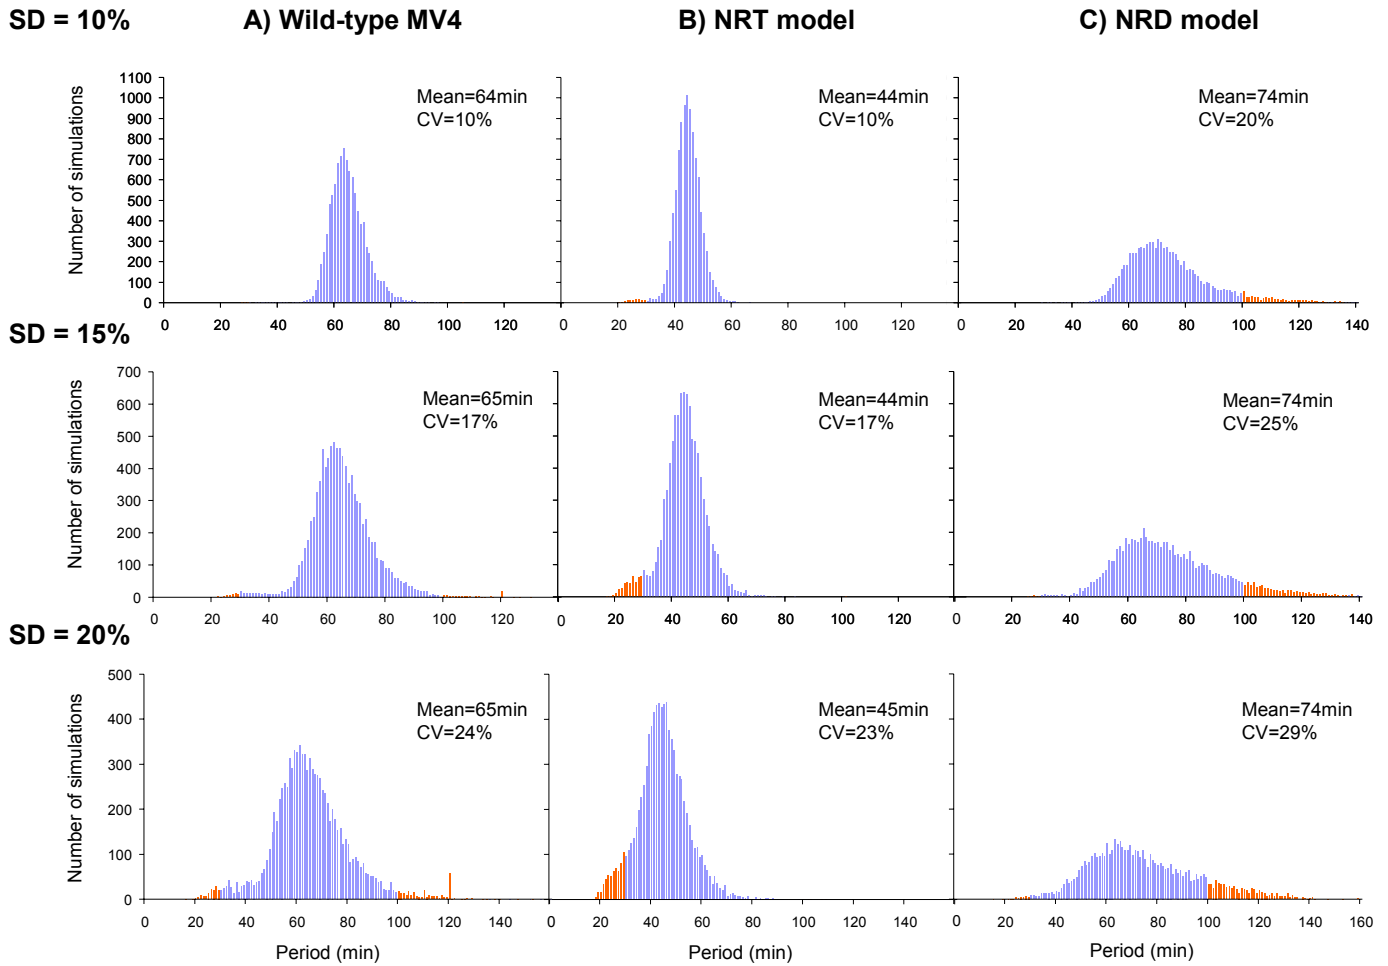 SD = 10%
A) Wild-type MV4
B) NRT model
C) NRD model
Number of simulations
1100
1000
900
800
700
600
500
400
300
200
100
0
Mean=64min
CV=10%
Mean=44min
CV=10%
Mean=74min
CV=20%
0 20 40 60 80 100 120
0 20 40 60 80 100 120
0 20 40 60 80 100 120 140
SD = 15%
Number of simulations
700
600
500
400
300
200
100
0
Mean=65min
CV=17%
Mean=44min
CV=17%
Mean=74min
CV=25%
0 20 40 60 80 100 120
0 20 40 60 80 100 120
0 20 40 60 80 100 120 140
SD = 20%
Number of simulations
500
400
300
200
100
0
Mean=65min
CV=24%
Mean=45min
CV=23%
Mean=74min
CV=29%
0 20 40 60 80 100 120 140
0 20 40 60 80 100 120 140
0 20 40 60 80 100 120 140 160
Period (min)
Period (min)
Period (min)